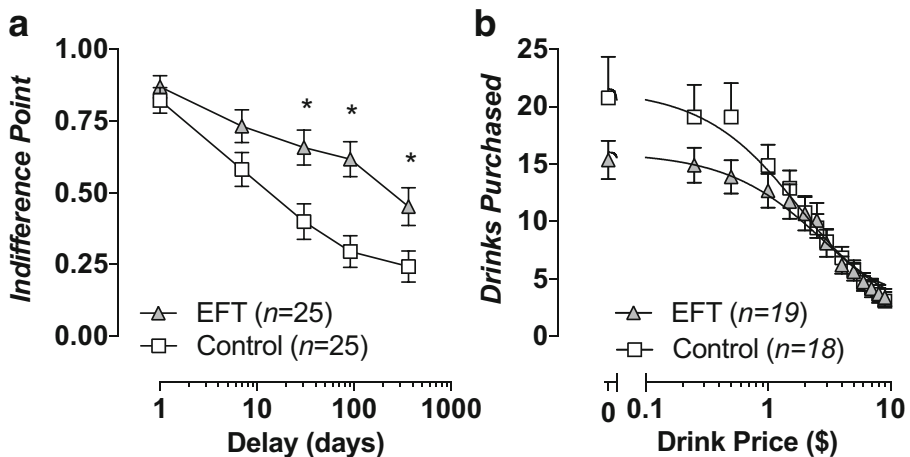 a
Indifference Point
1.00
0.75
0.50
0.25
0.00
*
*
*
EFT (n=25)
Control (n=25)
1 10 100 1000
Delay (days)
b
Drinks Purchased
25
20
15
10
5
0
EFT (n=19)
Control (n=18)
0 0.1 1 10
Drink Price ($)